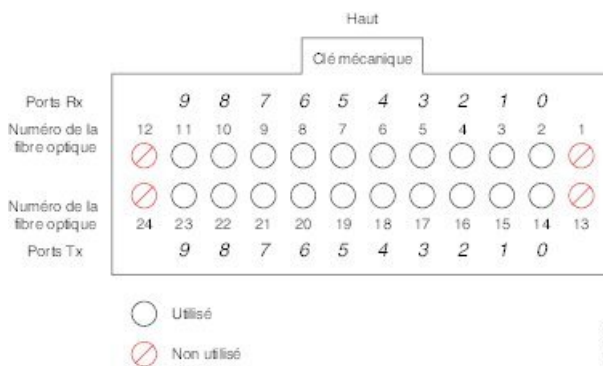 Haut
Clé mécanique
Ports Rx 9 8 7 6 5 4 3 2 1 0
Numéro de la fibre optique 12 11 10 9 8 7 6 5 4 3 2 1
Numéro de la fibre optique 24 23 22 21 20 19 18 17 16 15 14 13
Ports Tx 9 8 7 6 5 4 3 2 1 0
Utilisé
Non utilisé